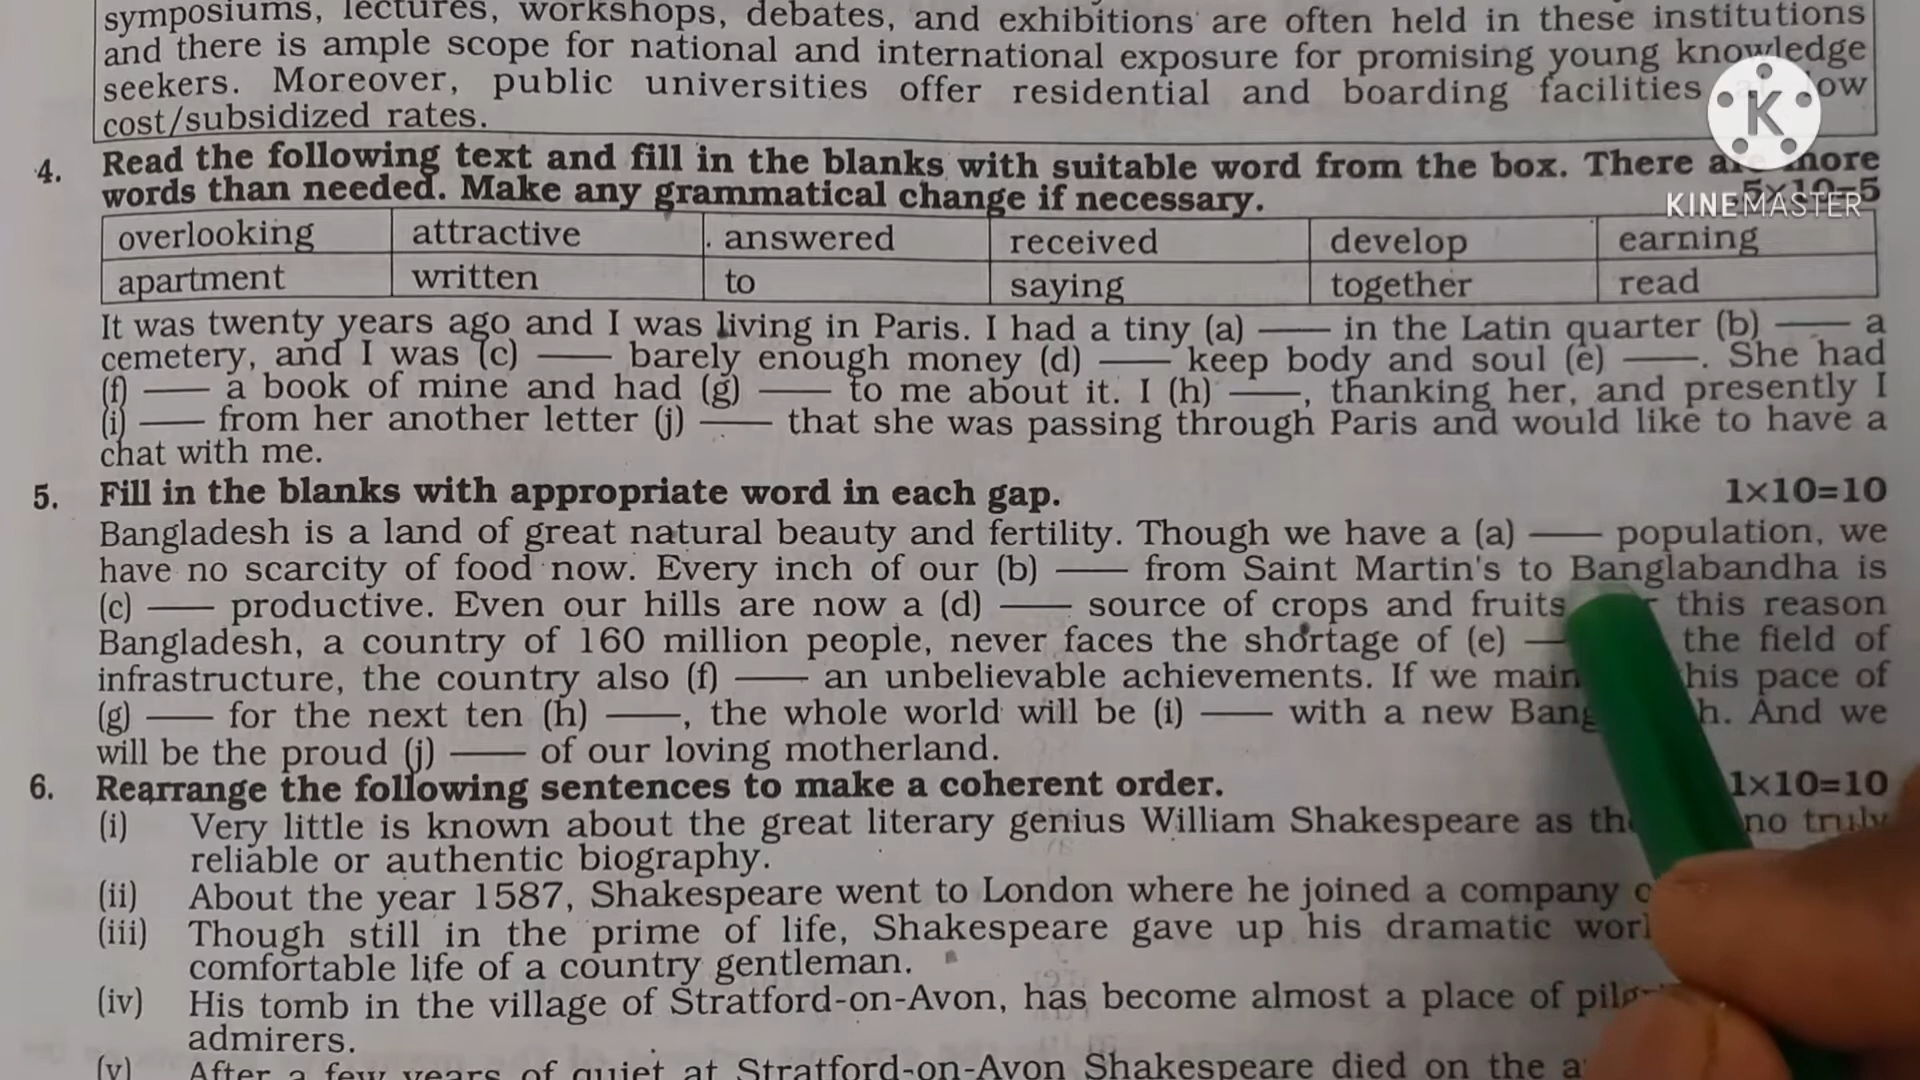 symposiums, lectures, workshops, debates, and exhibitions are often held in these institutions
and there is ample scope for national and international exposure for promising young knowledge
seekers. Moreover, public universities offer residential and boarding facilities
cost/subsidized rates.
4. Read the following text and fill in the blanks with suitable word from the box. There are more
words than needed. Make any grammatical change if necessary. .5×10=5
K
KINEMASTER
overlooking attractive answered received develop earning
apartment written to saying together read
It was twenty years ago and I was living in Paris. I had a tiny (a) —— in the Latin quarter (b) —— a
cemetery, and I was (c) —— barely enough money (d) —— keep body and soul (e) ——. She had
(f) —— a book of mine and had (g) —— to me about it. I (h) ——, thanking her, and presently I
(i) —— from her another letter (j) —— that she was passing through Paris and would like to have a
chat with me.
5. Fill in the blanks with appropriate word in each gap. 1×10=10
Bangladesh is a land of great natural beauty and fertility. Though we have a (a) —— population, we
have no scarcity of food now. Every inch of our (b) —— from Saint Martin's to Banglabandha is
(c) —— productive. Even our hills are now a (d) —— source of crops and fruits this reason
Bangladesh, a country of 160 million people, never faces the shortage of (e) — the field of
infrastructure, the country also (f) —— an unbelievable achievements. If we pace of
(g) —— for the next ten (h) ——, the whole world will be (i) —— with a new And we
will be the proud (j) —— of our loving motherland.
6. Rearrange the following sentences to make a coherent order. 1×10=10
(i) Very little is known about the great literary genius William Shakespeare as no truly
reliable or authentic biography.
(ii) About the year 1587, Shakespeare went to London where he joined a company
(iii) Though still in the prime of life, Shakespeare gave up his dramatic
comfortable life of a country gentleman.
(iv) His tomb in the village of Stratford-on-Avon, has become almost a place of
admirers.
(v) After a few years of quiet at Stratford-on-Avon Shakespeare died on the